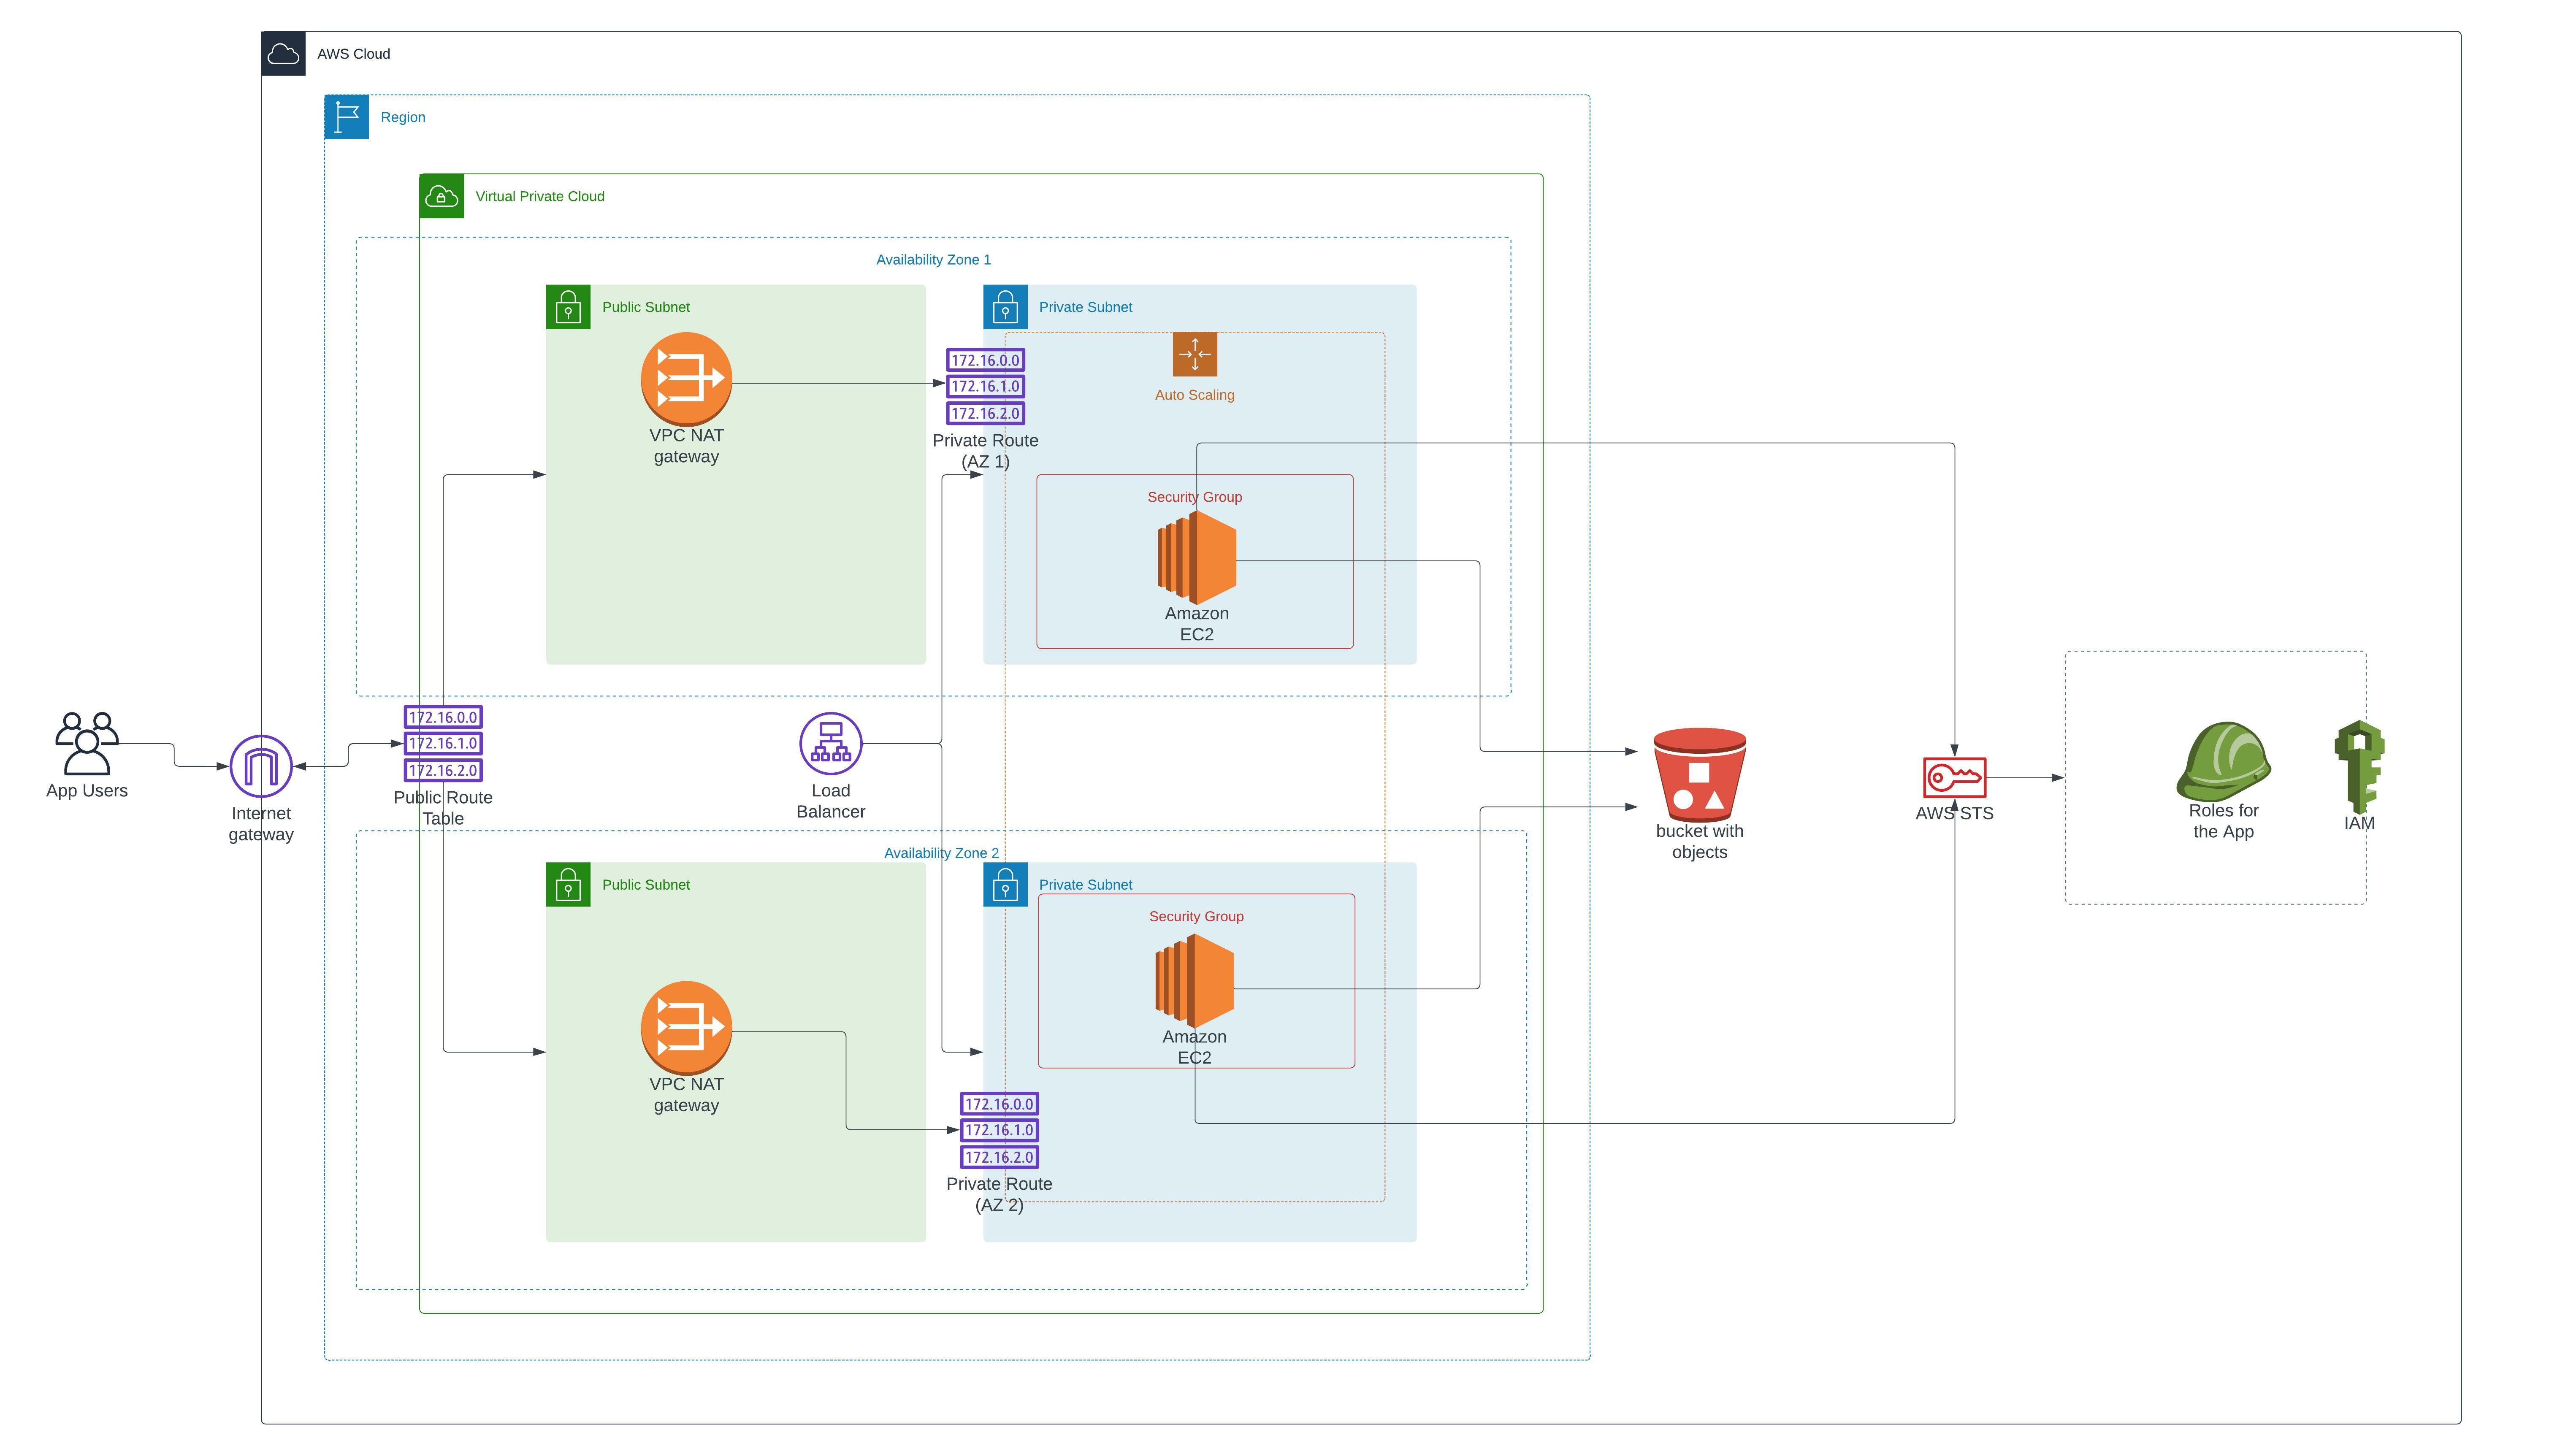 AWS Cloud
Region
Virtual Private Cloud
Availability Zone 1
Public Subnet
Private Subnet
VPC NAT
gateway
172.16.0.0
172.16.1.0
172.16.2.0
Private Route
(AZ 1)
Auto Scaling
Security Group
Amazon
EC2
App Users
Internet
gateway
172.16.0.0
172.16.1.0
172.16.2.0
Public Route
Table
Load
Balancer
bucket with
objects
AWS STS
Roles for
the App
IAM
Availability Zone 2
Public Subnet
Private Subnet
Security Group
Amazon
EC2
VPC NAT
gateway
172.16.0.0
172.16.1.0
172.16.2.0
Private Route
(AZ 2)